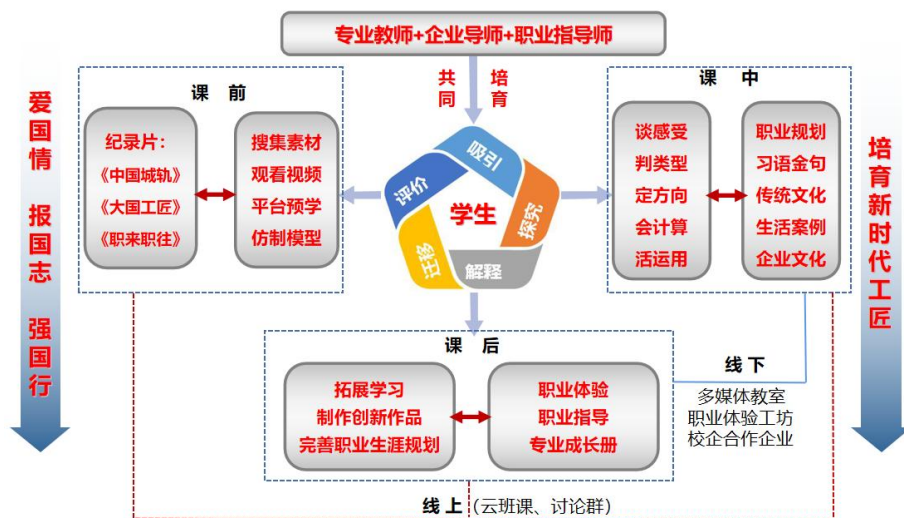 专业教师+企业导师+职业指导师
共同
培育
爱国情 报国志 强国行
课 前
纪录片：
《中国城轨》
《大国工匠》
《职来职往》
搜集素材
观看视频
平台预学
仿制模型
吸引
探究
解释
迁移
评价
学生
课 中
谈感受
判类型
定方向
会计算
活运用
职业规划
习语金句
传统文化
生活案例
企业文化
培育新时代工匠
课 后
拓展学习
制作创新作品
完善职业生涯规划
职业体验
职业指导
专业成长册
线下
多媒体教室
职业体验工坊
校企合作企业
线上（云班课、讨论群）